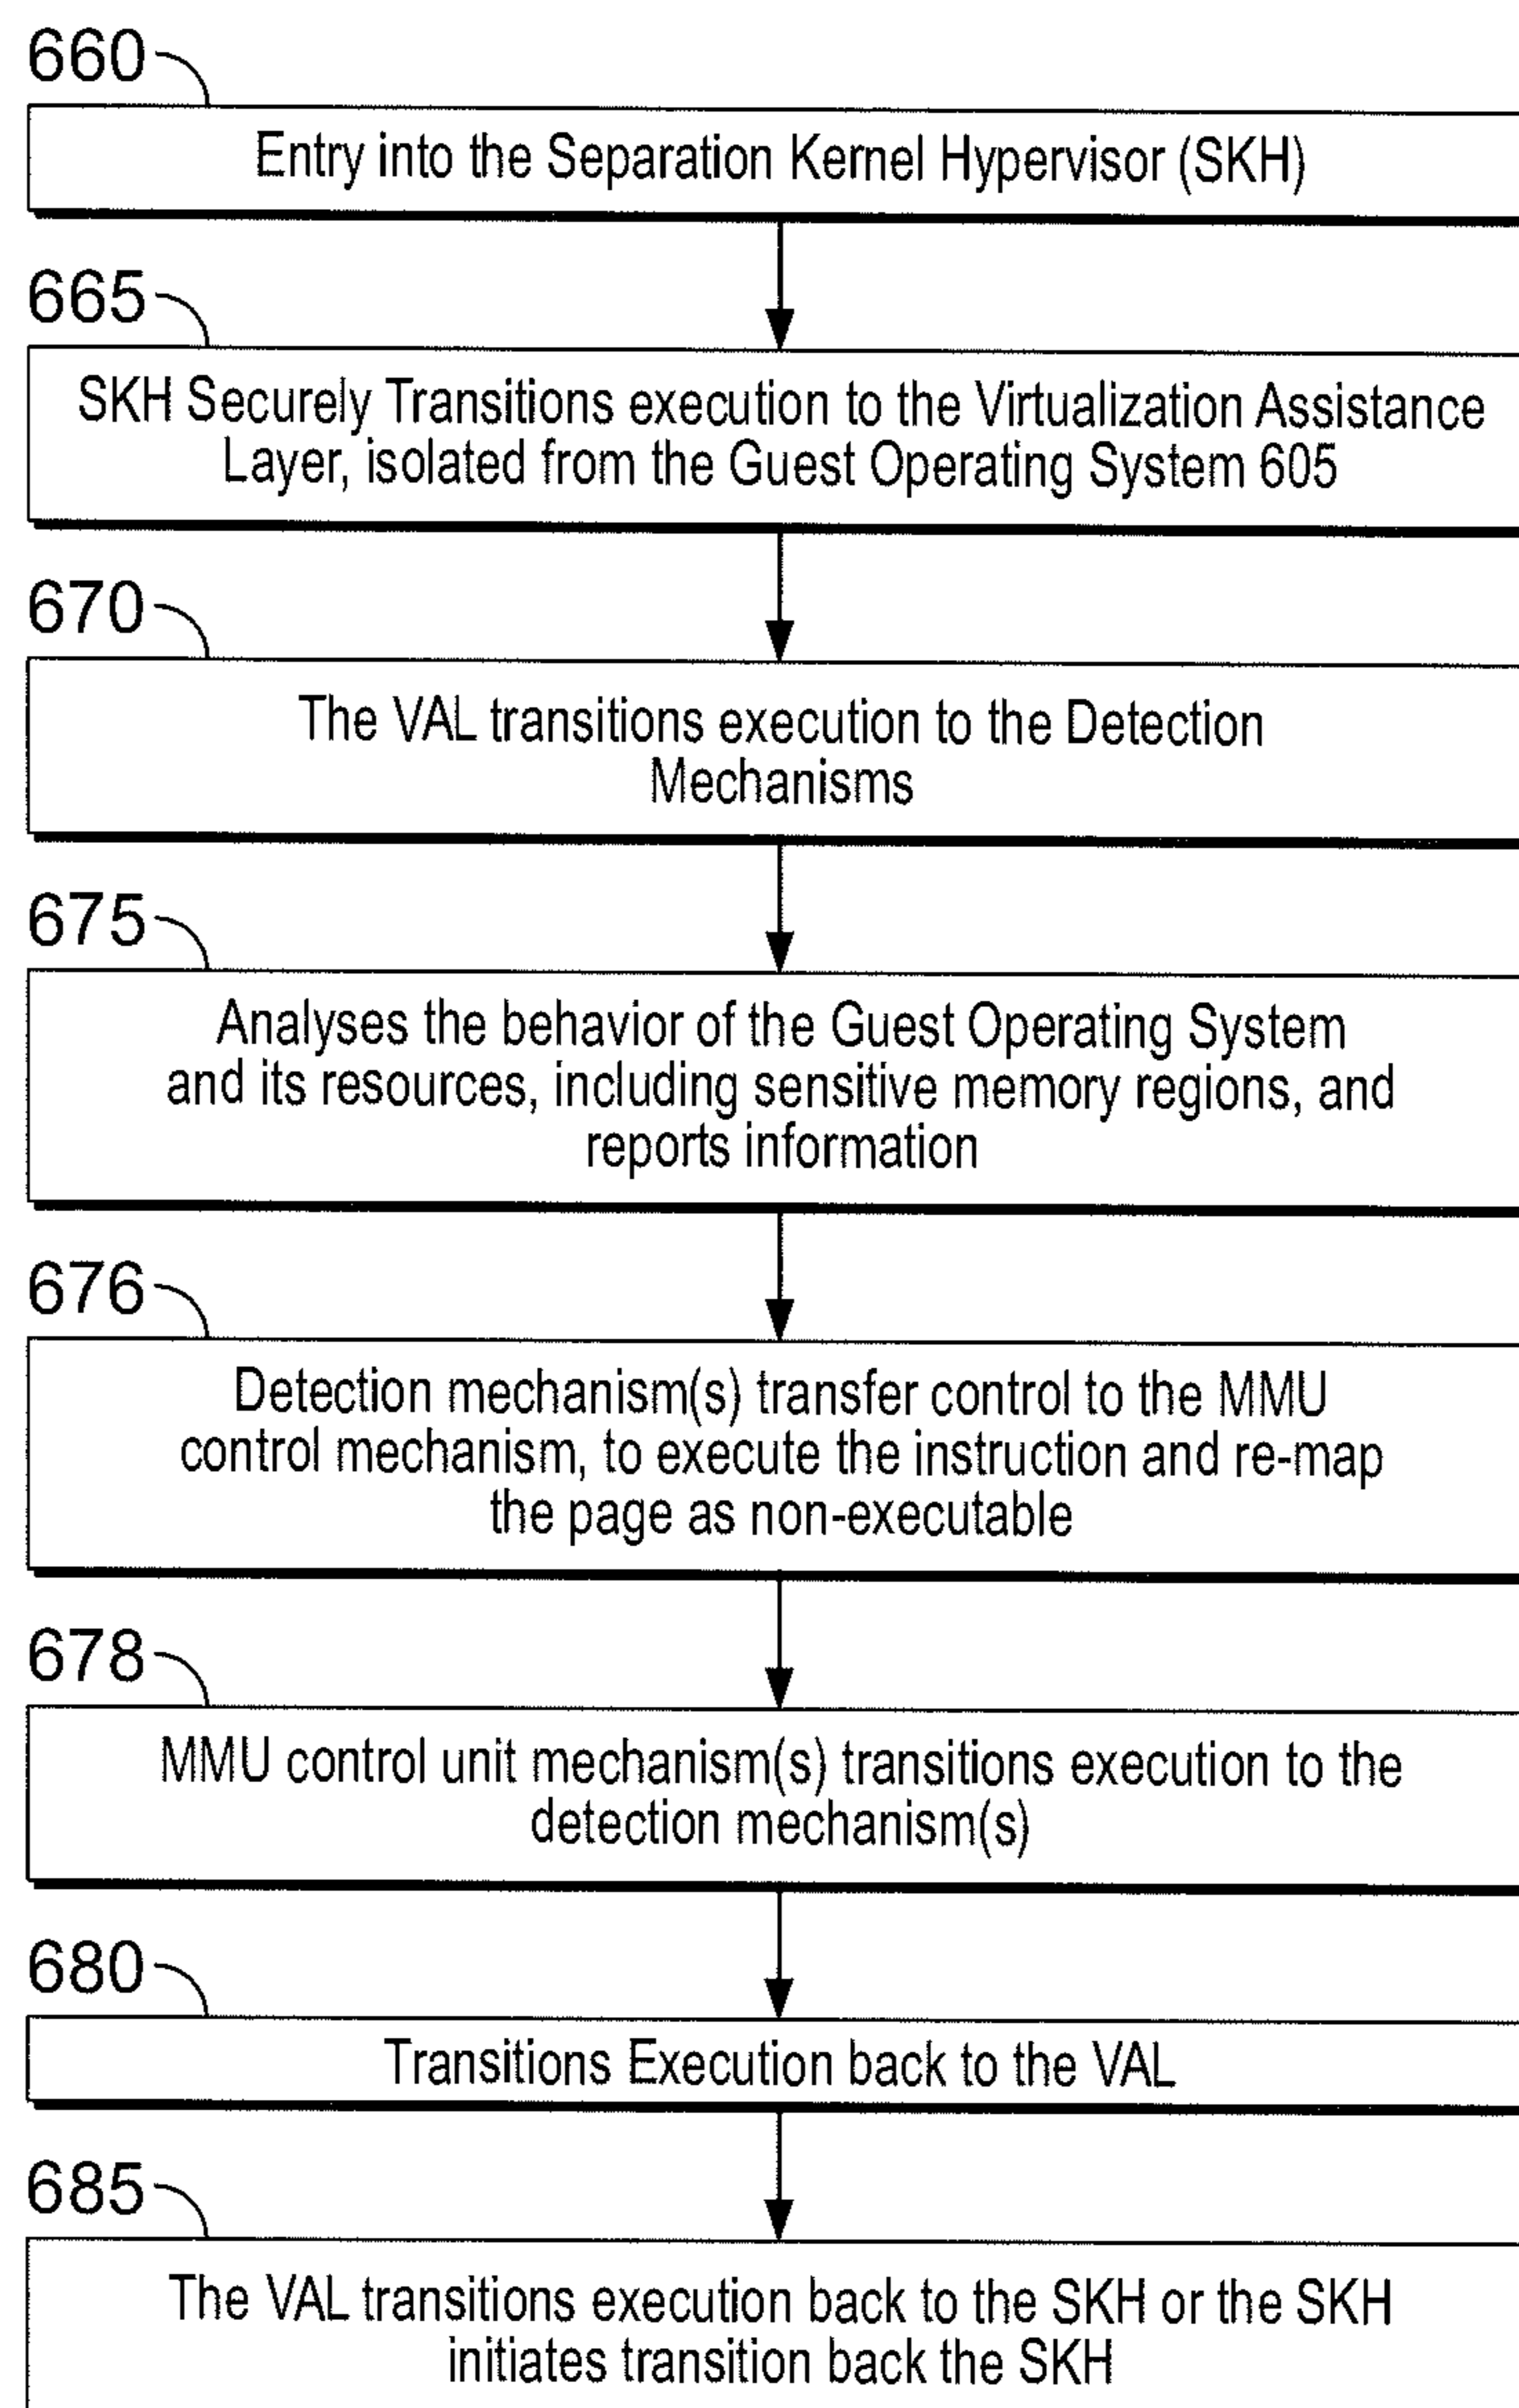 660
Entry into the Separation Kernel Hypervisor (SKH)
665
SKH Securely Transitions execution to the Virtualization Assistance
Layer, isolated from the Guest Operating System 605
670
The VAL transitions execution to the Detection
Mechanisms
675
Analyses the behavior of the Guest Operating System
and its resources, including sensitive memory regions, and
reports information
676
Detection mechanism(s) transfer control to the MMU
control mechanism, to execute the instruction and re-map
the page as non-executable
678
MMU control unit mechanism(s) transitions execution to the
detection mechanism(s)
680
Transitions Execution back to the VAL
685
The VAL transitions execution back to the SKH or the SKH
initiates transition back the SKH